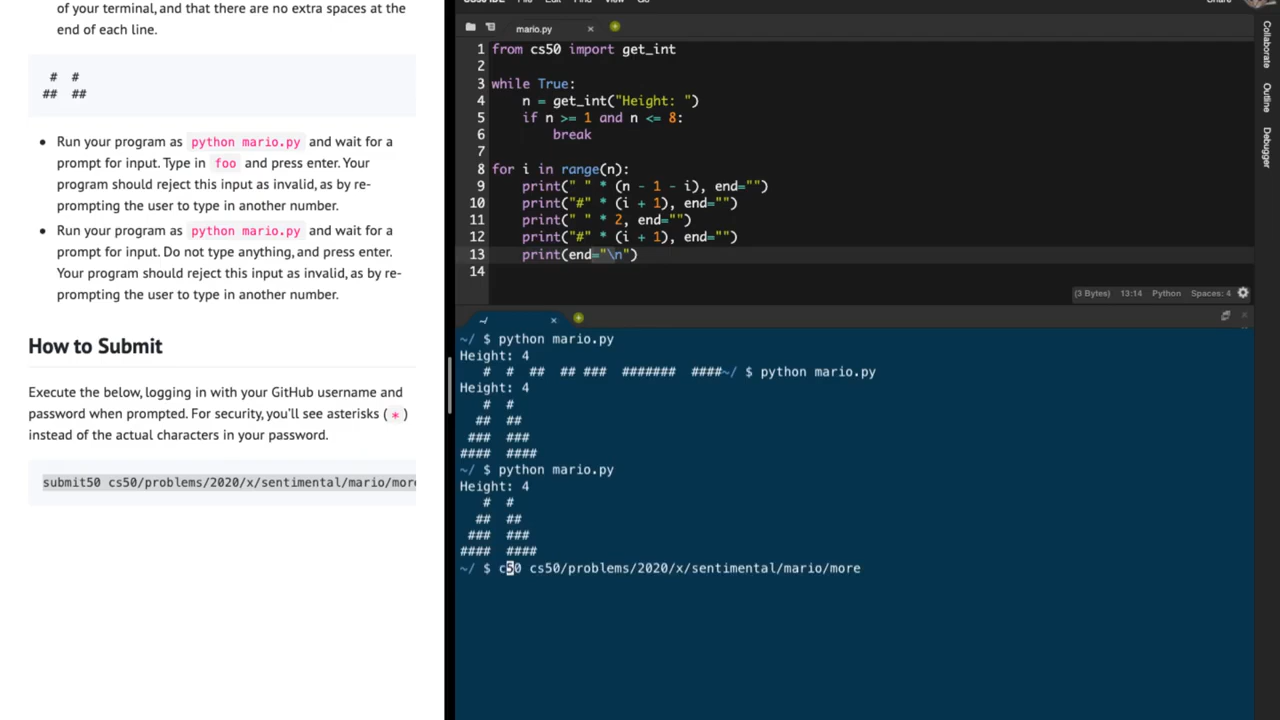 of your terminal, and that there are no extra spaces at the
end of each line.
#  #
##  ##
Run your program as python mario.py and wait for a
prompt for input. Type in foo and press enter. Your
program should reject this input as invalid, as by re-
prompting the user to type in another number.
Run your program as python mario.py and wait for a
prompt for input. Do not type anything, and press enter.
Your program should reject this input as invalid, as by re-
prompting the user to type in another number.
How to Submit
Execute the below, logging in with your GitHub username and
password when prompted. For security, you'll see asterisks ( * )
instead of the actual characters in your password.
submit50 cs50/problems/2020/x/sentimental/mario/more
mario.py
1 from cs50 import get_int
2
3 while True:
4     n = get_int("Height: ")
5     if n >= 1 and n <= 8:
6         break
7
8 for i in range(n):
9     print(" " * (n - 1 - i), end="")
10     print("#" * (i + 1), end="")
11     print(" " * 2, end="")
12     print("#" * (i + 1), end="")
13     print(end="\n")
14
(3 Bytes) 13:14 Python Spaces: 4
~/
~/ $ python mario.py
Height: 4
   #  #  ##  ## ###  #######  ####~/ $ python mario.py
Height: 4
   #  #
  ##  ##
 ###  ###
####  ####
~/ $ python mario.py
Height: 4
   #  #
  ##  ##
 ###  ###
####  ####
~/ $ c50 cs50/problems/2020/x/sentimental/mario/more
Collaborate
Outline
Debugger